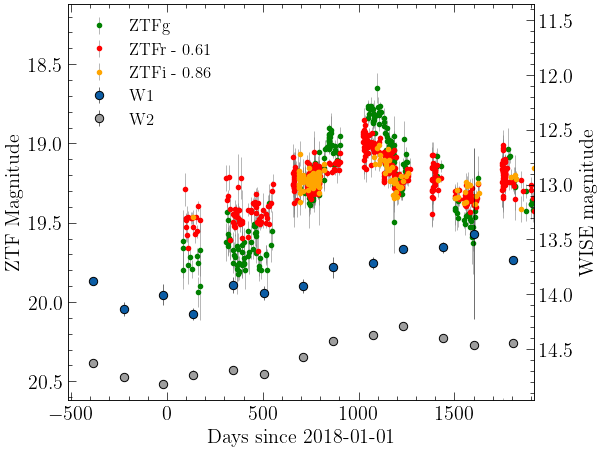 ZTFg
ZTFr - 0.61
ZTFi - 0.86
W1
W2
18.5
19.0
19.5
20.0
20.5
ZTF Magnitude
11.5
12.0
12.5
13.0
13.5
14.0
14.5
WISE magnitude
−500 0 500 1000 1500
Days since 2018-01-01